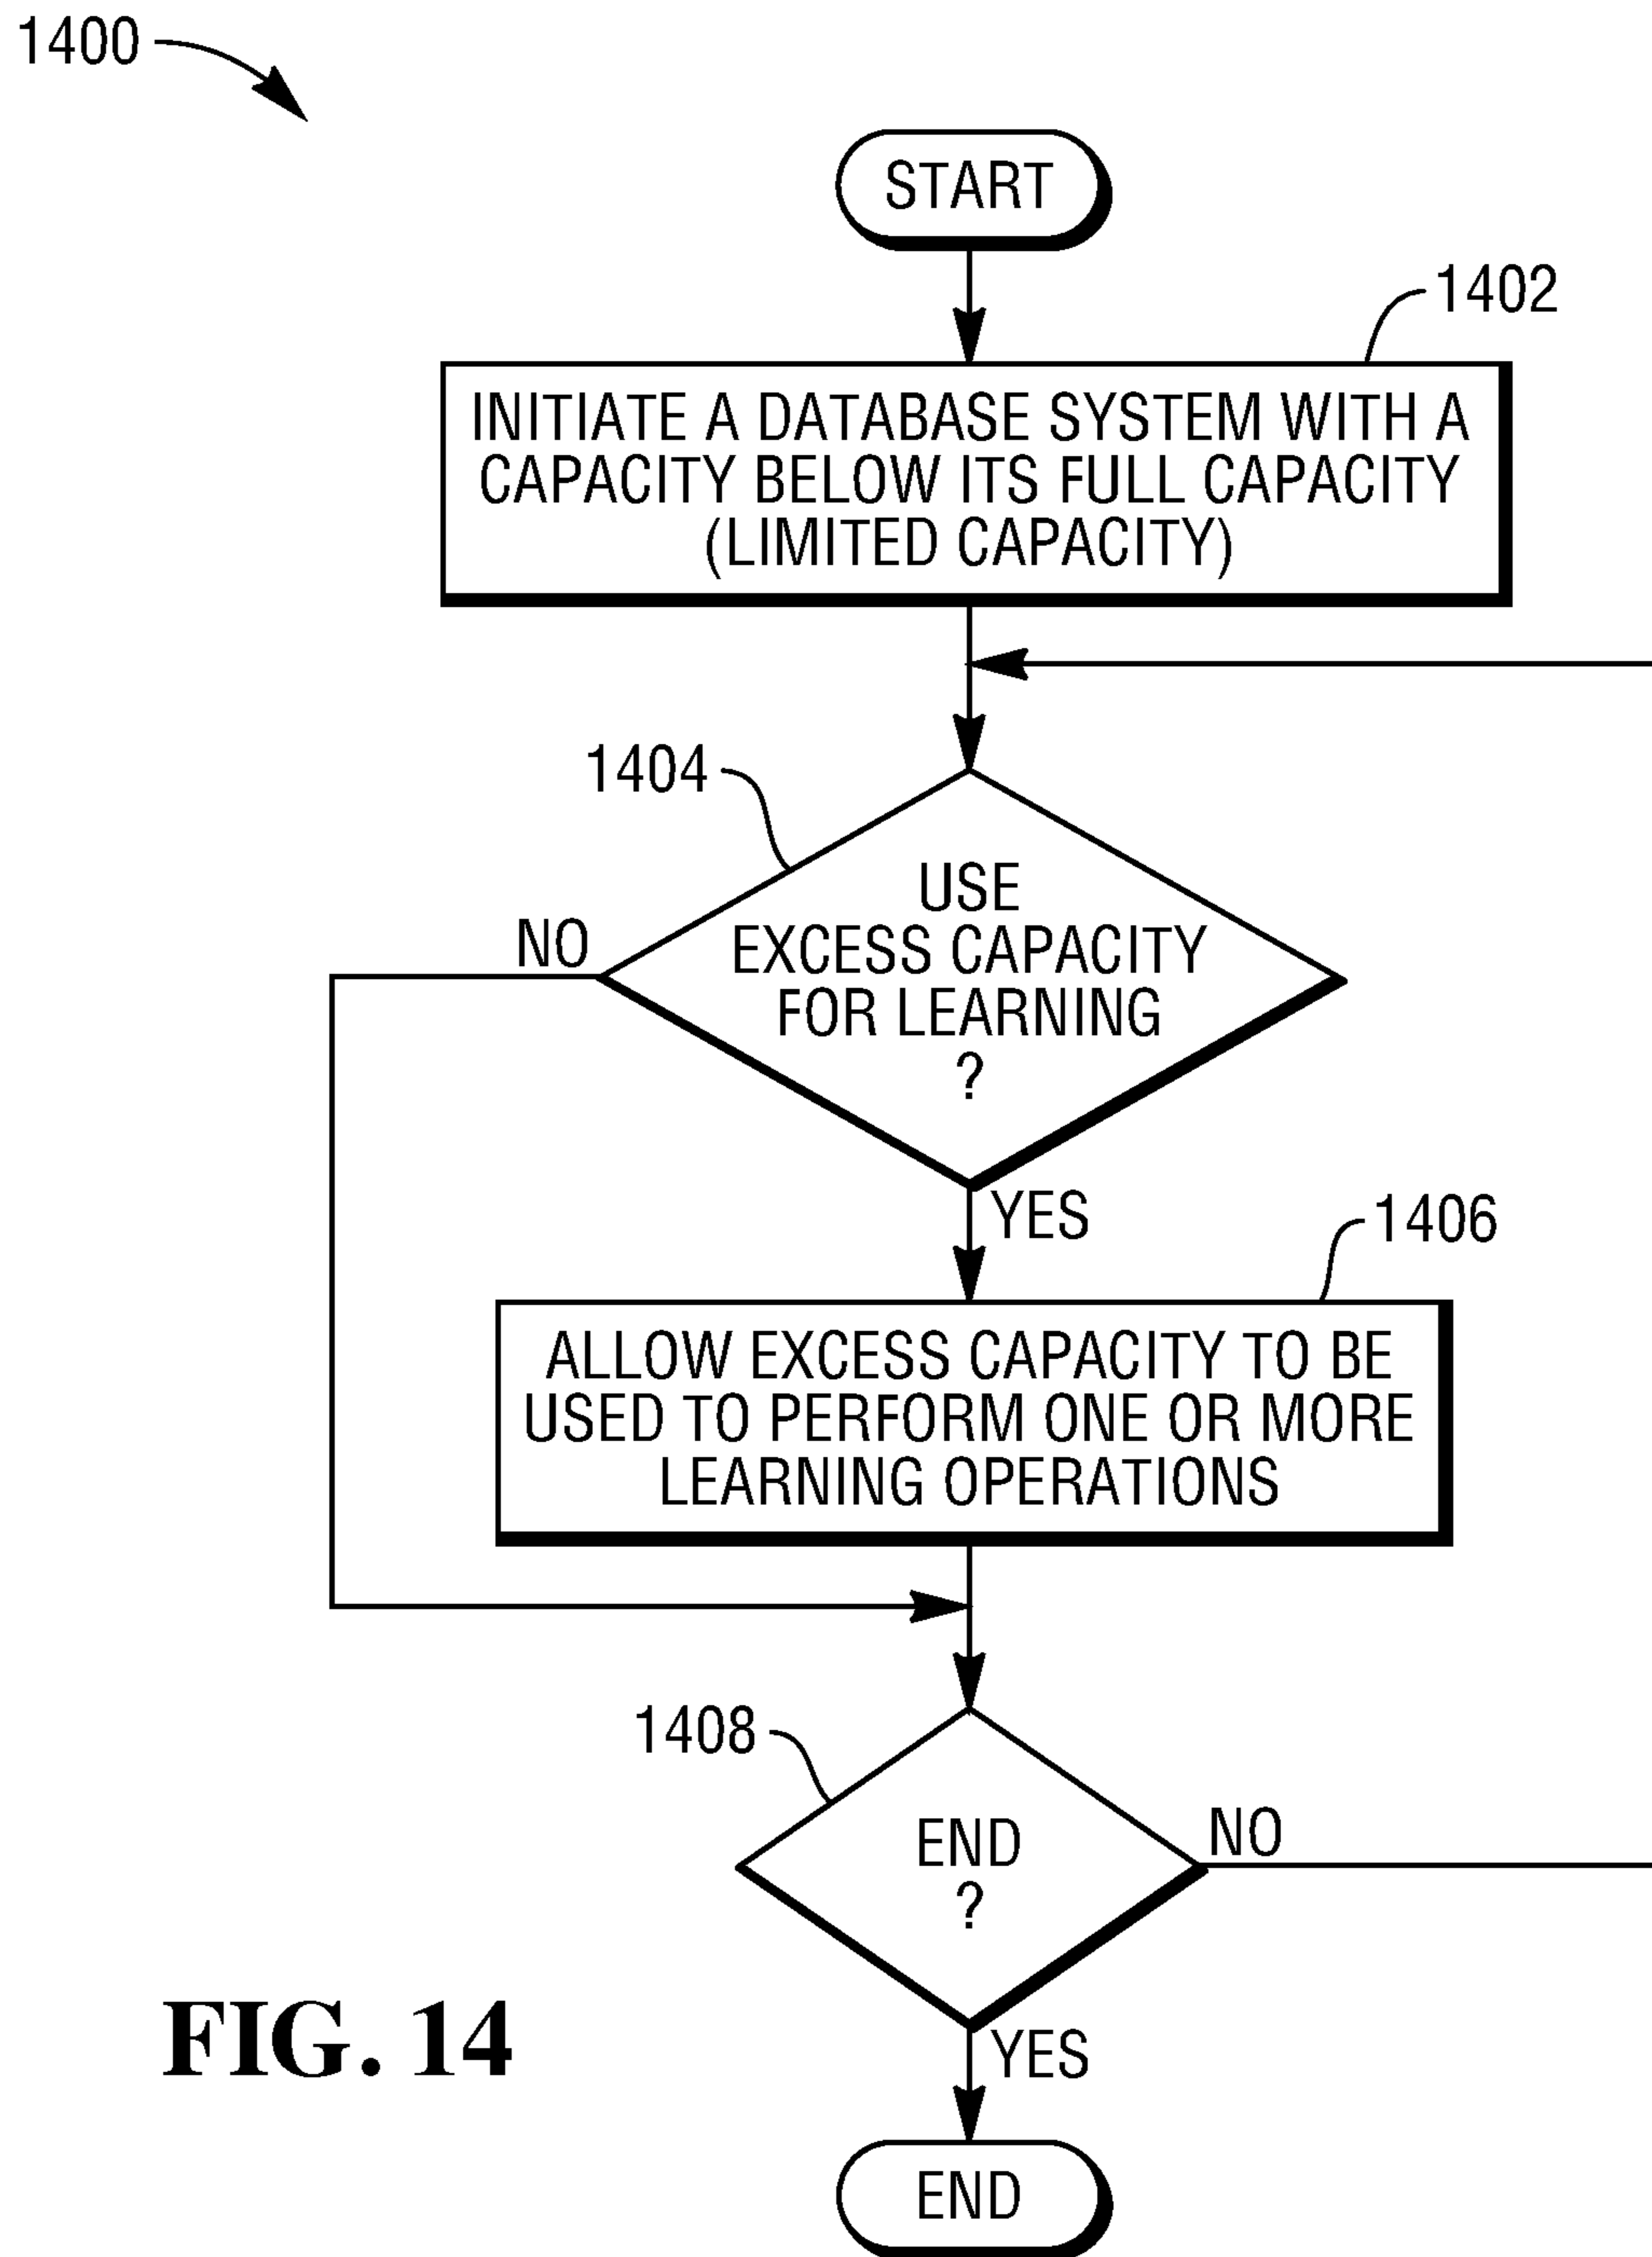 1400
START
1402
INITIATE A DATABASE SYSTEM WITH A
CAPACITY BELOW ITS FULL CAPACITY
(LIMITED CAPACITY)
1404
USE
EXCESS CAPACITY
FOR LEARNING
?
NO
YES
1406
ALLOW EXCESS CAPACITY TO BE
USED TO PERFORM ONE OR MORE
LEARNING OPERATIONS
1408
END
?
NO
YES
END
FIG. 14